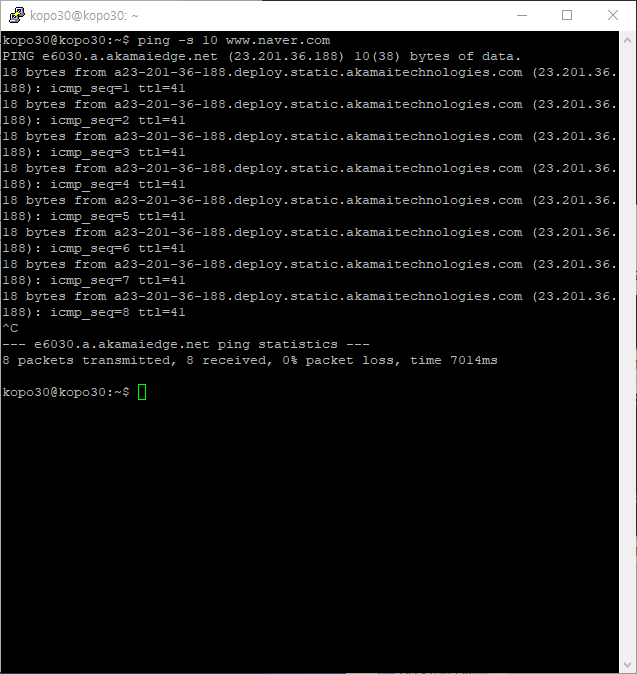 kopo30@kopo30: ~
kopo30@kopo30:~$ ping -s 10 www.naver.com
PING e6030.a.akamaiedge.net (23.201.36.188) 10(38) bytes of data.
18 bytes from a23-201-36-188.deploy.static.akamaitechnologies.com (23.201.36.
188): icmp_seq=1 ttl=41
18 bytes from a23-201-36-188.deploy.static.akamaitechnologies.com (23.201.36.
188): icmp_seq=2 ttl=41
18 bytes from a23-201-36-188.deploy.static.akamaitechnologies.com (23.201.36.
188): icmp_seq=3 ttl=41
18 bytes from a23-201-36-188.deploy.static.akamaitechnologies.com (23.201.36.
188): icmp_seq=4 ttl=41
18 bytes from a23-201-36-188.deploy.static.akamaitechnologies.com (23.201.36.
188): icmp_seq=5 ttl=41
18 bytes from a23-201-36-188.deploy.static.akamaitechnologies.com (23.201.36.
188): icmp_seq=6 ttl=41
18 bytes from a23-201-36-188.deploy.static.akamaitechnologies.com (23.201.36.
188): icmp_seq=7 ttl=41
18 bytes from a23-201-36-188.deploy.static.akamaitechnologies.com (23.201.36.
188): icmp_seq=8 ttl=41
^C
--- e6030.a.akamaiedge.net ping statistics ---
8 packets transmitted, 8 received, 0% packet loss, time 7014ms
kopo30@kopo30:~$